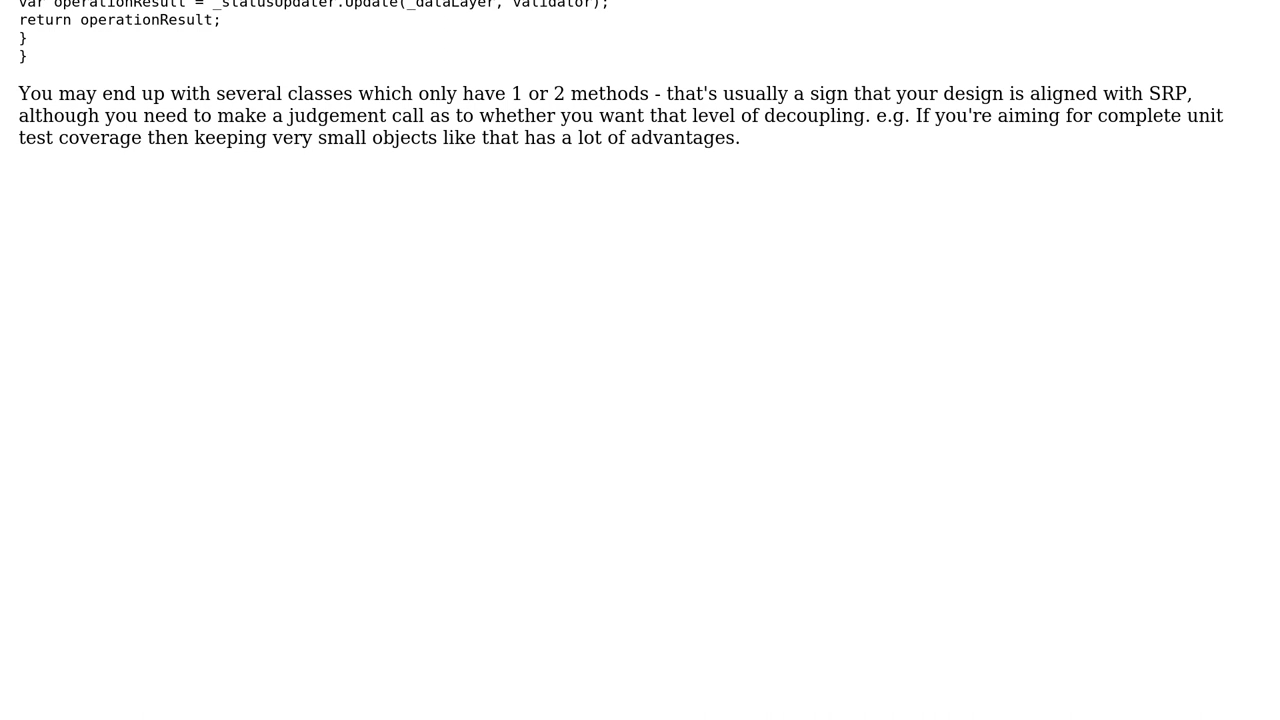 var operationResult = _statusUpdater.Update(_dataLayer, validator);
return operationResult;
}
}
You may end up with several classes which only have 1 or 2 methods - that's usually a sign that your design is aligned with SRP,
although you need to make a judgement call as to whether you want that level of decoupling. e.g. If you're aiming for complete unit
test coverage then keeping very small objects like that has a lot of advantages.